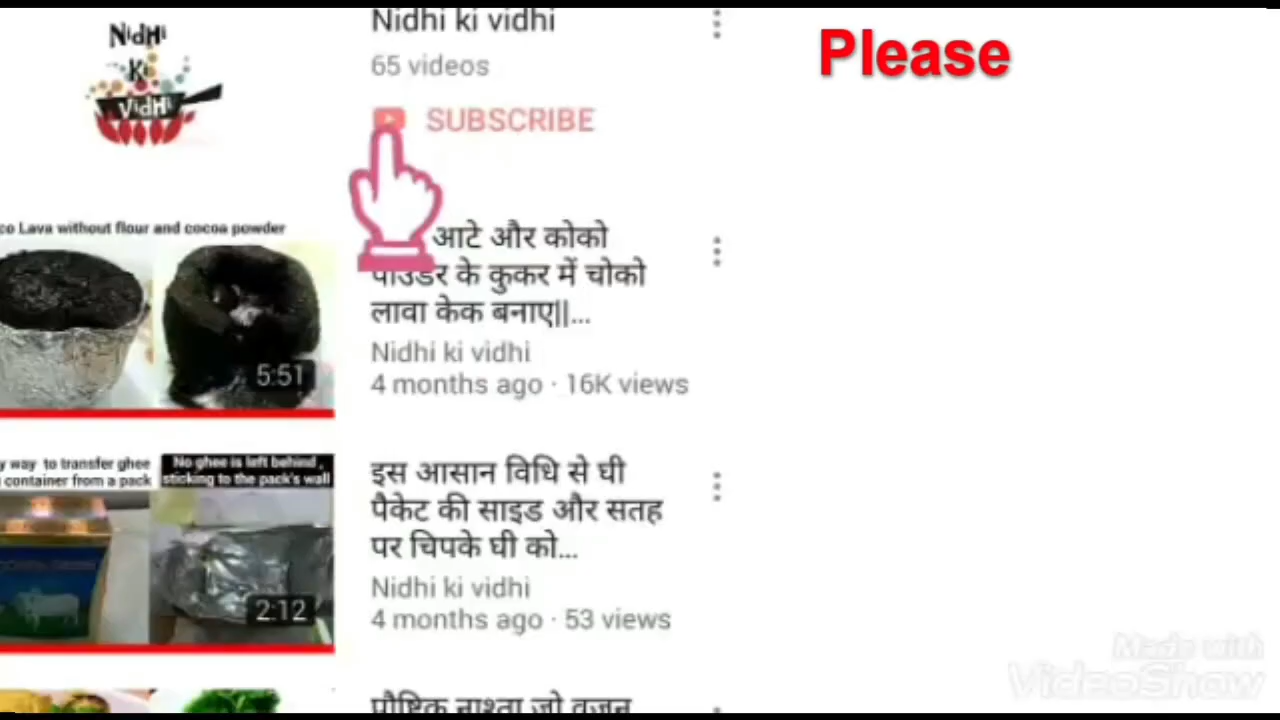 NidHi
Ki
VidHi
Nidhi ki vidhi
65 videos
SUBSCRIBE
Please
co Lava without flour and cocoa powder
5:51
आटे और कोको
पाउडर के कुकर में चोको
लावा केक बनाए||...
Nidhi ki vidhi
4 months ago · 16K views
y way to transfer ghee
container from a pack
No ghee is left behind,
sticking to the pack's wall
2:12
इस आसान विधि से घी
पैकेट की साइड और सतह
पर चिपके घी को...
Nidhi ki vidhi
4 months ago · 53 views
पौष्टिक नाश्ता जो वजन
Made with
VideoShow